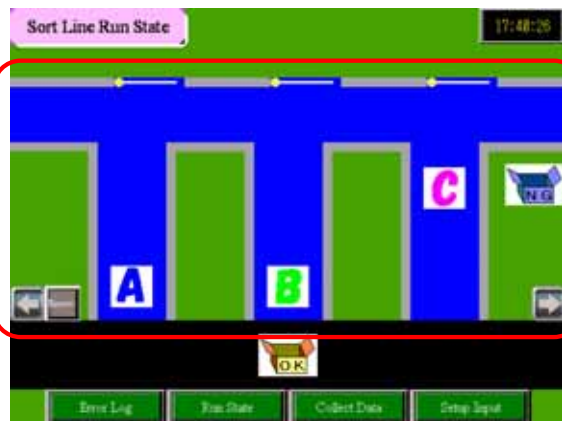 Sort Line Run State
17:48:26
C
NG
A
B
OK
Error Log
Run State
Collect Data
Setup Input